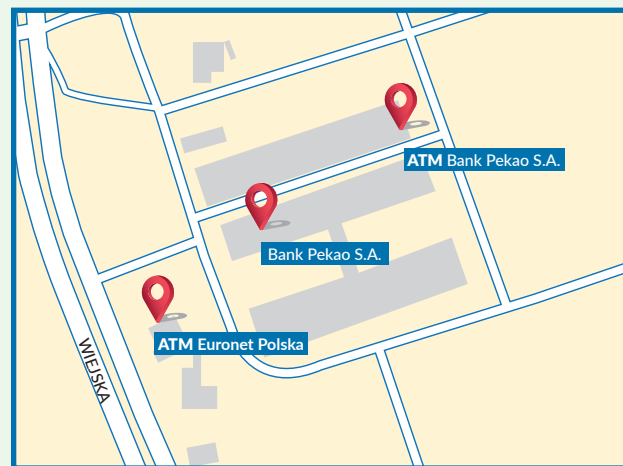 ATM Bank Pekao S.A.
Bank Pekao S.A.
ATM Euronet Polska
WIEJSKA